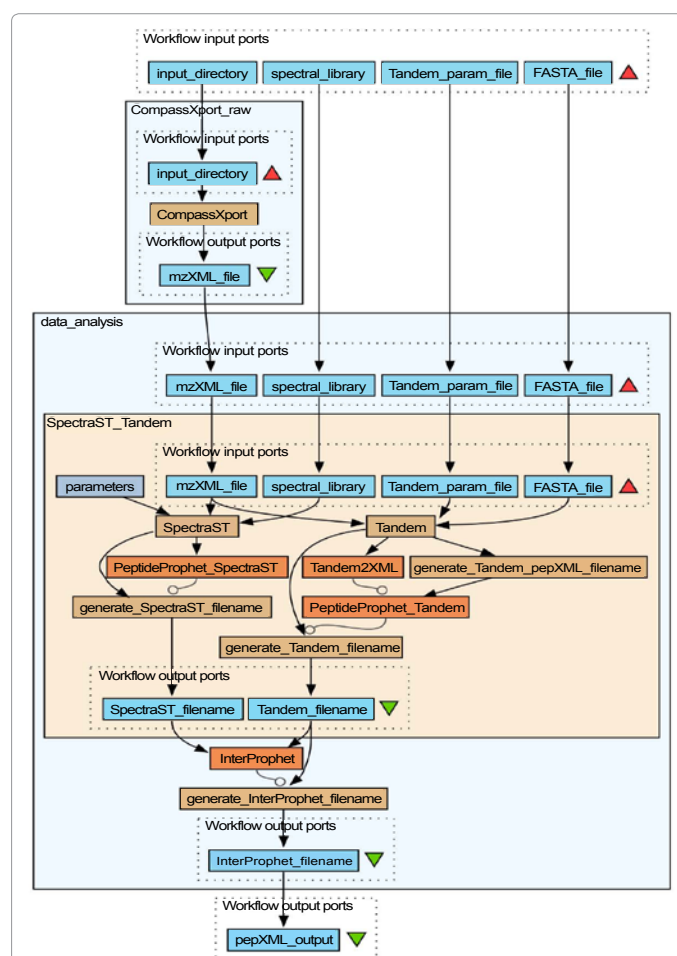 Workflow input ports
input_directory spectral_library Tandem_param_file FASTA_file
CompassXport_raw
Workflow input ports
input_directory
CompassXport
Workflow output ports
mzXML_file
data_analysis
Workflow input ports
mzXML_file spectral_library Tandem_param_file FASTA_file
SpectraST_Tandem
Workflow input ports
parameters mzXML_file spectral_library Tandem_param_file FASTA_file
SpectraST Tandem
PeptideProphet_SpectraST Tandem2XML generate_Tandem_pepXML_filename
generate_SpectraST_filename PeptideProphet_Tandem
generate_Tandem_filename
Workflow output ports
SpectraST_filename Tandem_filename
InterProphet
generate_InterProphet_filename
Workflow output ports
InterProphet_filename
Workflow output ports
pepXML_output